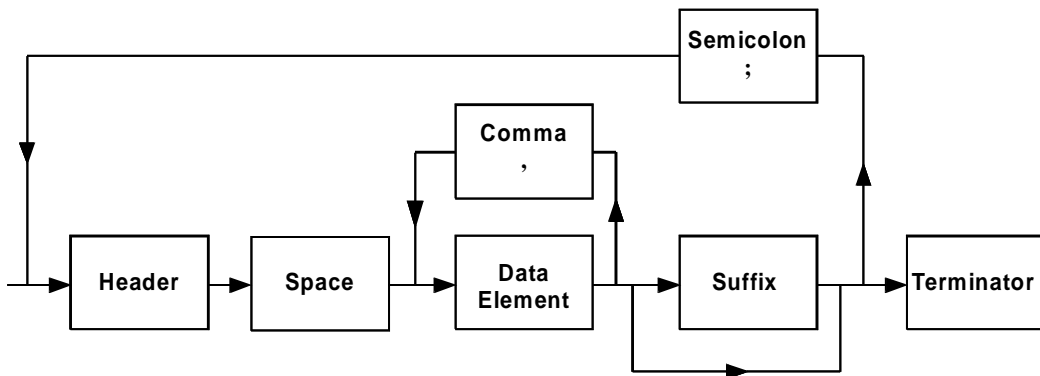 Semicolon
;
Comma
,
Header
Space
Data
Element
Suffix
Terminator